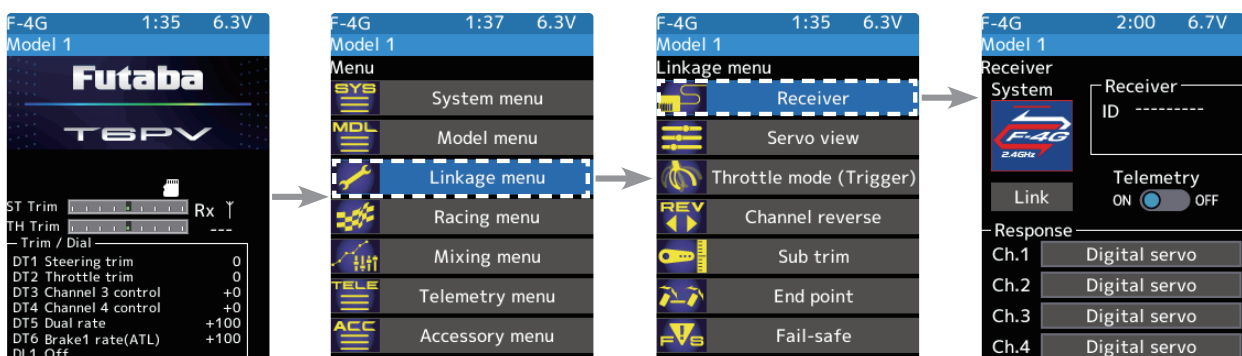 F-4G 1:35 6.3V
Model 1
Futaba
T6PV
ST Trim
Rx
TH Trim
---
Trim / Dial
DT1 Steering trim 0
DT2 Throttle trim 0
DT3 Channel 3 control +0
DT4 Channel 4 control +0
DT5 Dual rate +100
DT6 Brake1 rate(ATL) +100
DL1 Off
F-4G 1:37 6.3V
Model 1
Menu
SYS System menu
MDL Model menu
Linkage menu
Racing menu
Mixing menu
TELE Telemetry menu
ACC Accessory menu
F-4G 1:35 6.3V
Model 1
Linkage menu
Receiver
Servo view
Throttle mode (Trigger)
REV Channel reverse
Sub trim
End point
F/S Fail-safe
F-4G 2:00 6.7V
Model 1
Receiver
System
F-4G
2.4GHz
Link
Receiver
ID ---------
Telemetry
ON OFF
Response
Ch.1 Digital servo
Ch.2 Digital servo
Ch.3 Digital servo
Ch.4 Digital servo